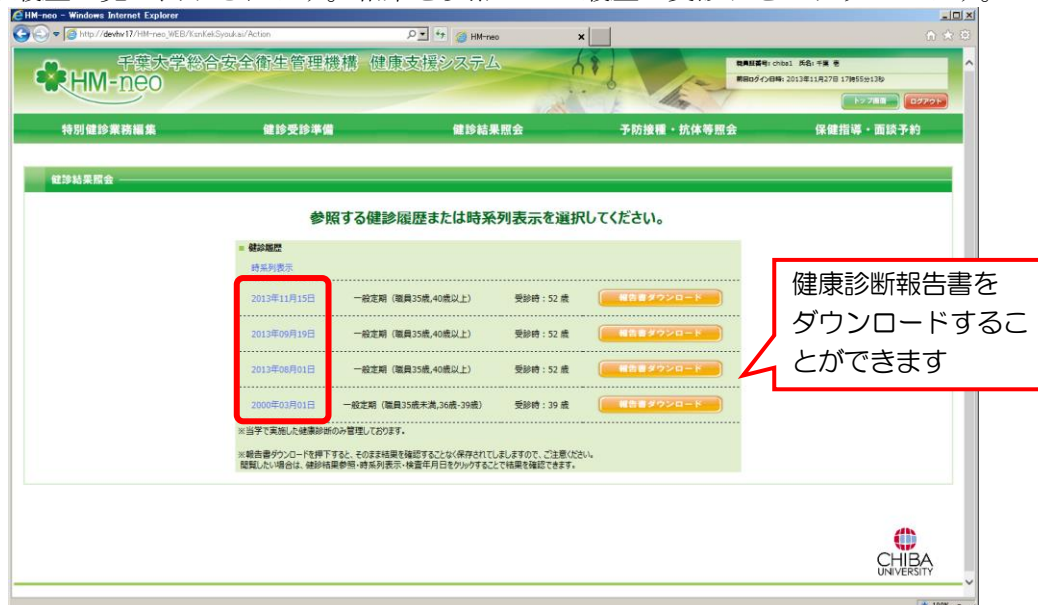 HM-neo - Windows Internet Explorer
http://devhv17/HM-neo_WEB/KsnKekSyoukai/Action
HM-neo
千葉大学総合安全衛生管理機構 健康支援システム
HM-neo
職員証番号: chiba1 氏名: 千葉 壱
前回ログイン日時: 2013年11月27日 17時55分13秒
トップ画面 ログアウト
特別健診業務編集 健診受診準備 健診結果照会 予防接種・抗体等照会 保健指導・面談予約
健診結果照会
参照する健診履歴または時系列表示を選択してください。
健診履歴
時系列表示
2013年11月15日 一般定期（職員35歳,40歳以上） 受診時：52 歳 報告書ダウンロード
2013年09月19日 一般定期（職員35歳,40歳以上） 受診時：52 歳 報告書ダウンロード
2013年08月01日 一般定期（職員35歳,40歳以上） 受診時：52 歳 報告書ダウンロード
2000年03月01日 一般定期（職員35歳未満,36歳-39歳） 受診時：39 歳 報告書ダウンロード
※当学で実施した健康診断のみ管理しております。
※報告書ダウンロードを押下すると、そのまま結果を確認することなく保存されてしまいますので、ご注意ください。
閲覧したい場合は、健診結果参照・時系列表示・検査年月日をクリックすることで結果を確認できます。
健康診断報告書を
ダウンロードするこ
とができます
CHIBA
UNIVERSITY